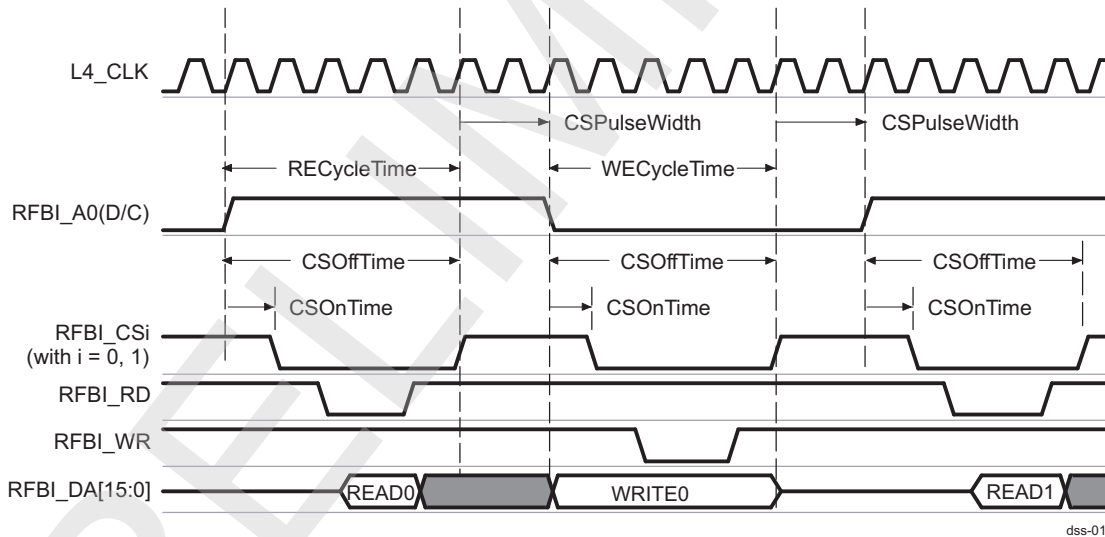 L4_CLK
CSPulseWidth CSPulseWidth
RECycleTime WECycleTime
RFBI_A0(D/C)
CSOffTime CSOffTime CSOffTime
CSOnTime CSOnTime CSOnTime
RFBI_CSi
(with i = 0, 1)
RFBI_RD
RFBI_WR
RFBI_DA[15:0] READ0 WRITE0 READ1
dss-01